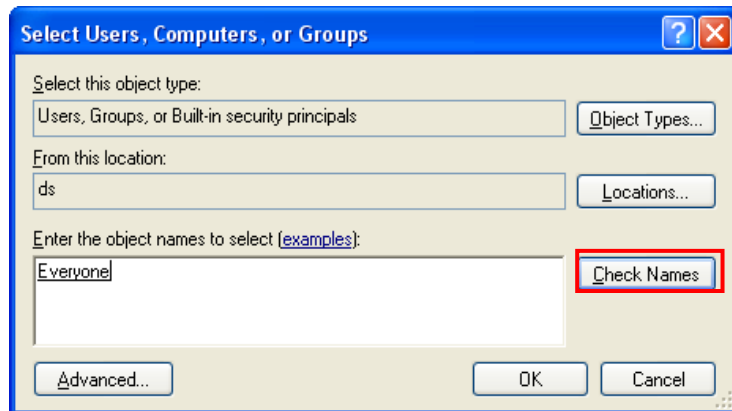 Select Users, Computers, or Groups
Select this object type:
Users, Groups, or Built-in security principals
Object Types...
From this location:
ds
Locations...
Enter the object names to select (examples):
Everyone
Check Names
Advanced...
OK
Cancel